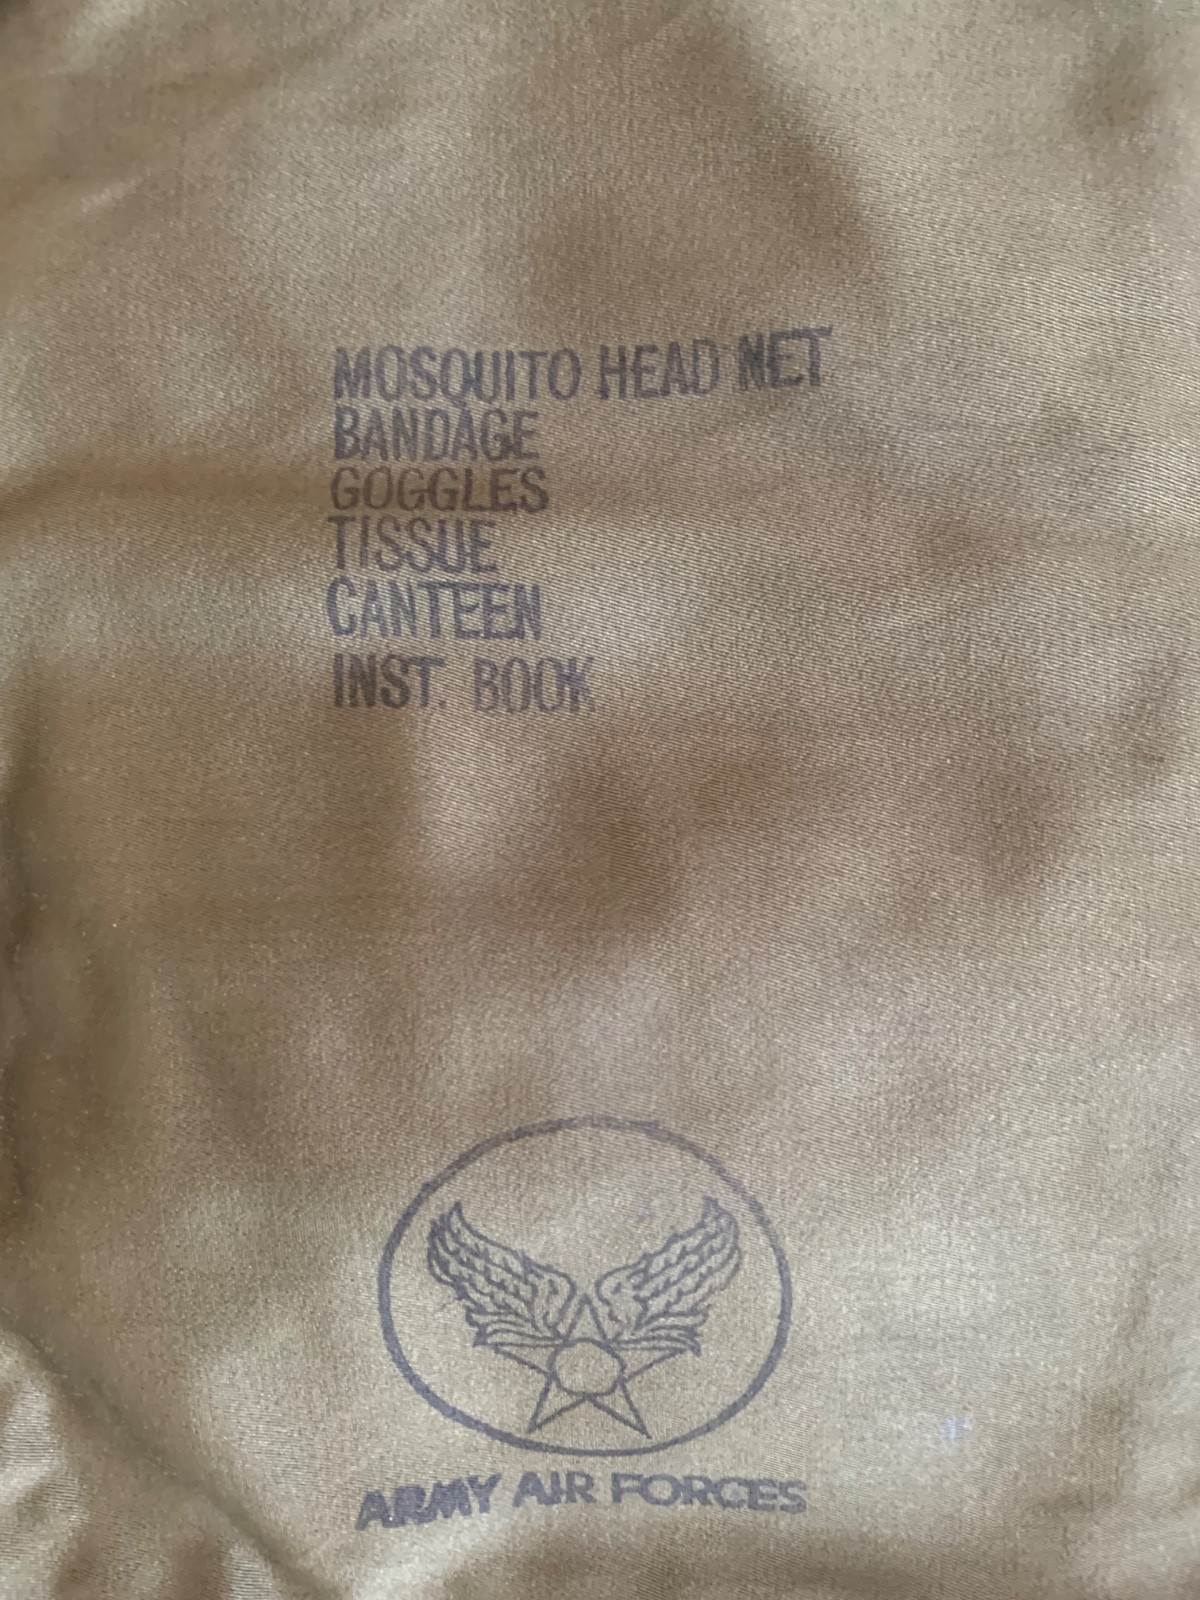 MOSQUITO HEAD NET
BANDAGE
GOGGLES
TISSUE
CANTEEN
INST. BOOK
ARMY AIR FORCES